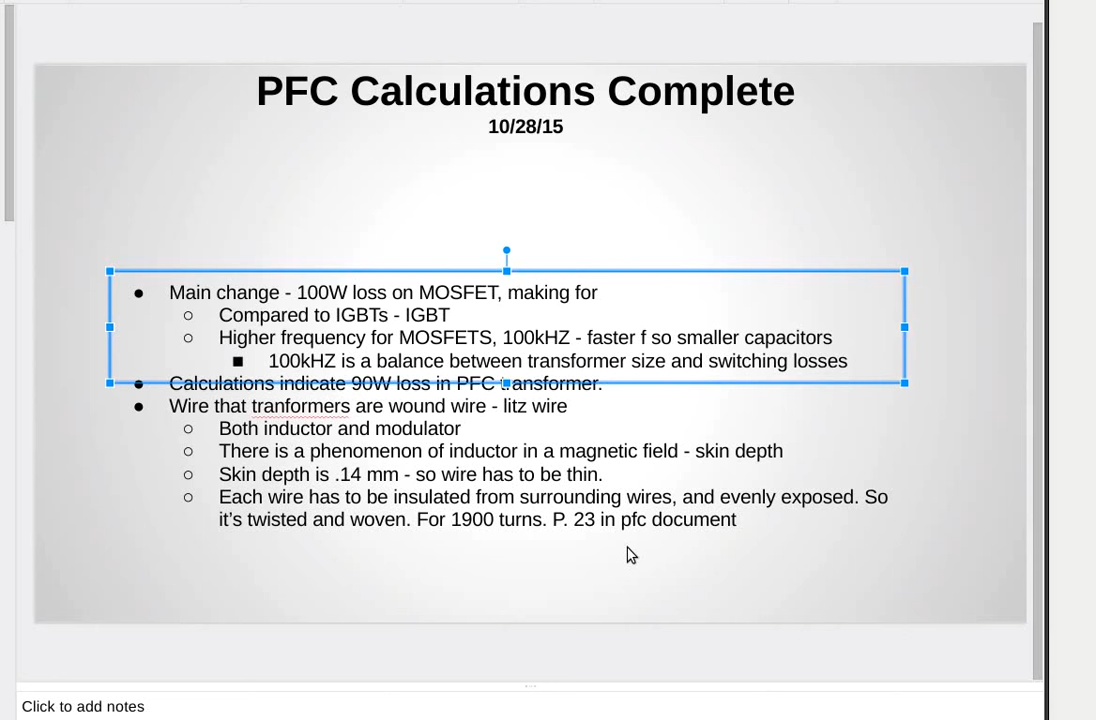 PFC Calculations Complete
10/28/15
● Main change - 100W loss on MOSFET, making for
○ Compared to IGBTs - IGBT
○ Higher frequency for MOSFETS, 100kHZ - faster f so smaller capacitors
■ 100kHZ is a balance between transformer size and switching losses
● Calculations indicate 90W loss in PFC transformer.
● Wire that tranformers are wound wire - litz wire
○ Both inductor and modulator
○ There is a phenomenon of inductor in a magnetic field - skin depth
○ Skin depth is .14 mm - so wire has to be thin.
○ Each wire has to be insulated from surrounding wires, and evenly exposed. So
it’s twisted and woven. For 1900 turns. P. 23 in pfc document
Click to add notes